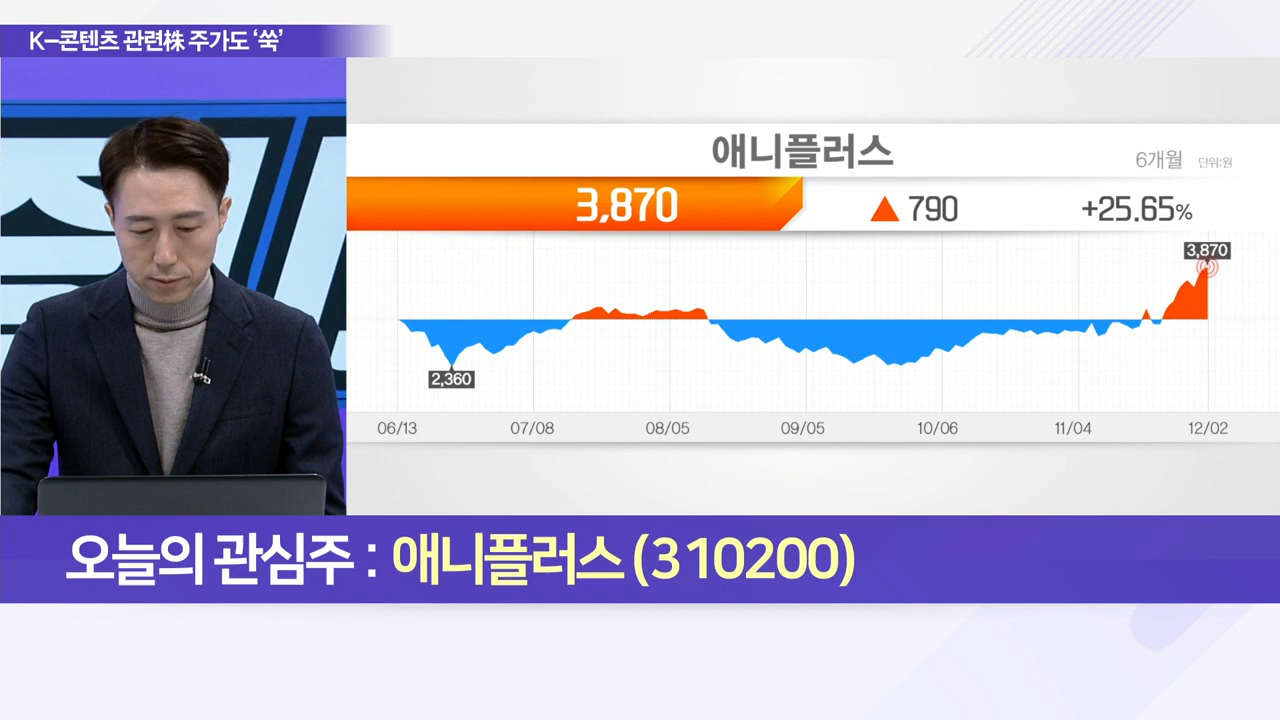 K-콘텐츠 관련株 주가도 ‘쑥’
애니플러스
6개월 단위:원
3,870 ▲ 790 +25.65%
3,870
2,360
06/13 07/08 08/05 09/05 10/06 11/04 12/02
오늘의 관심주 : 애니플러스 (310200)